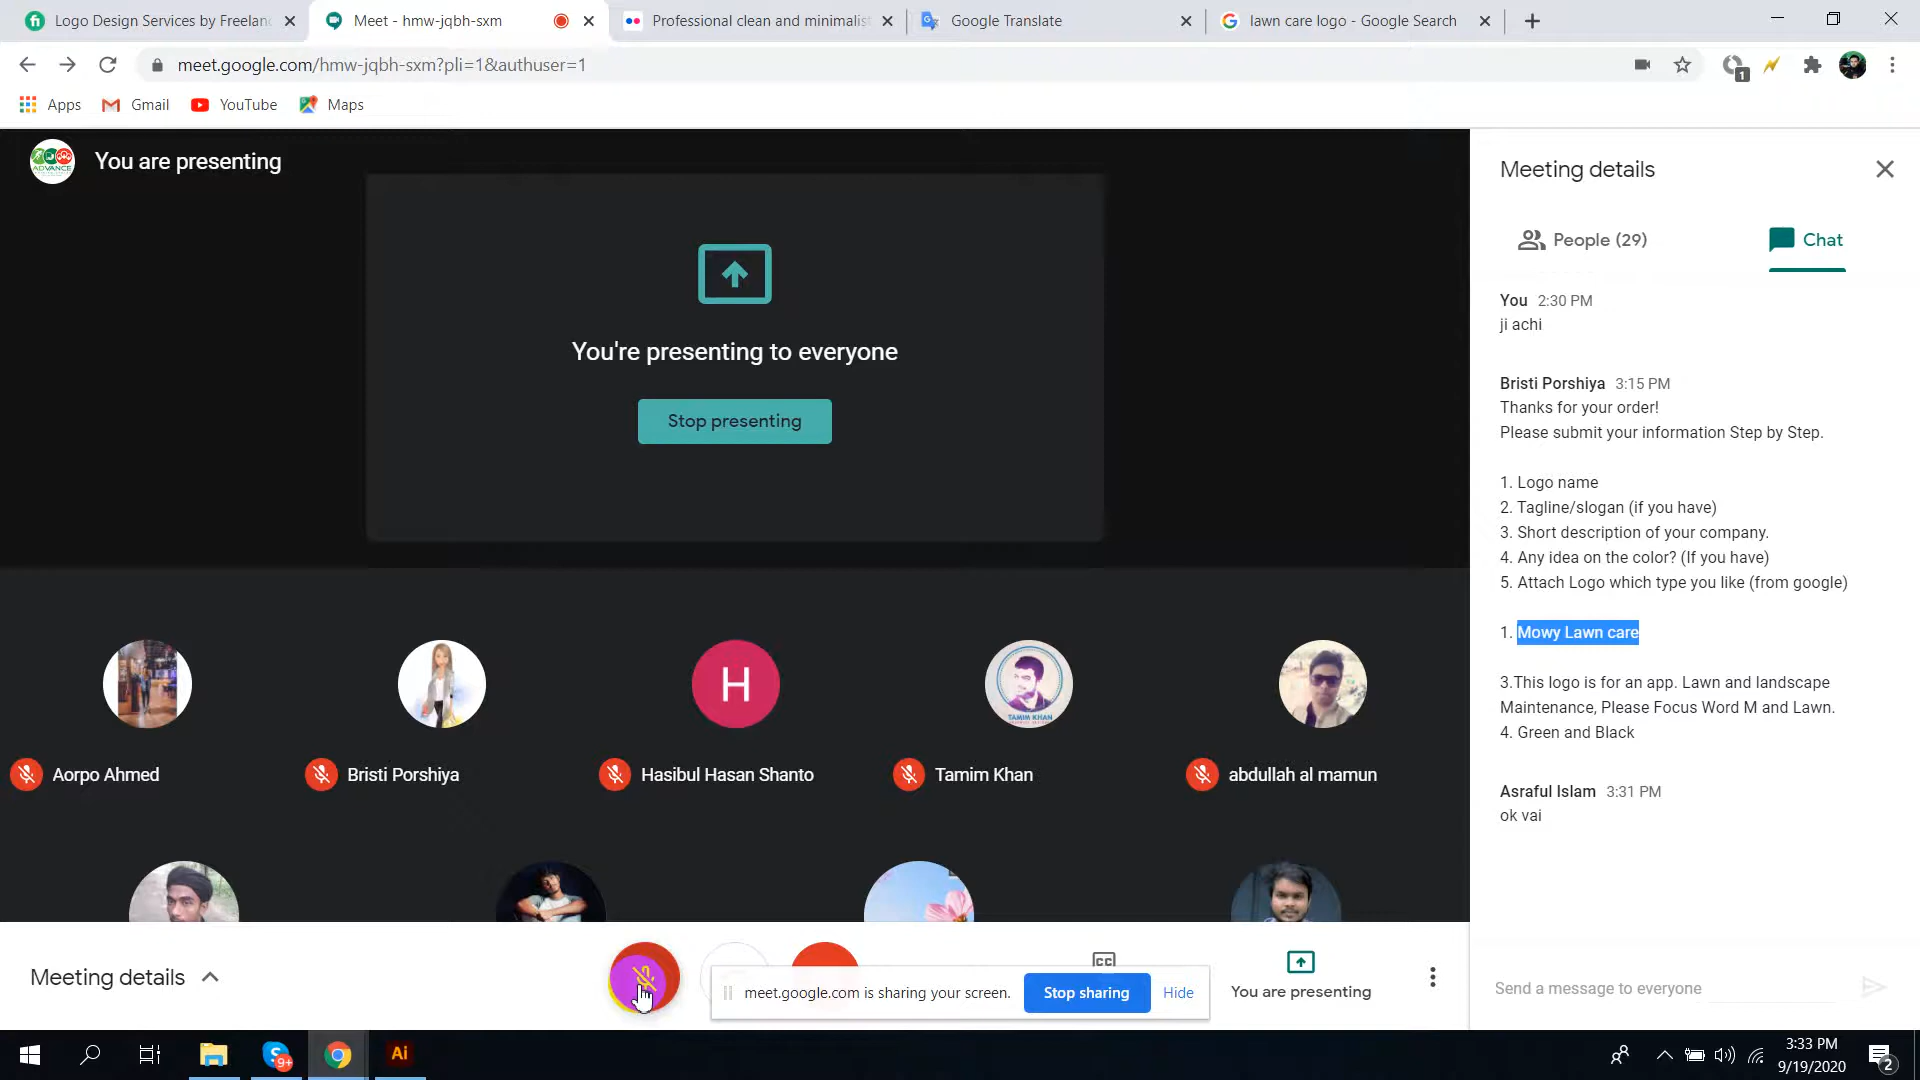 Logo Design Services by Freelan
Meet - hmw-jqbh-sxm
Professional clean and minimalist
Google Translate
lawn care logo - Google Search
meet.google.com/hmw-jqbh-sxm?pli=1&authuser=1
1
Apps
Gmail
YouTube
Maps
ADVANCE
You are presenting
You're presenting to everyone
Stop presenting
Meeting details
People (29)
Chat
You 2:30 PM
ji achi
Bristi Porshiya 3:15 PM
Thanks for your order!
Please submit your information Step by Step.
1. Logo name
2. Tagline/slogan (if you have)
3. Short description of your company.
4. Any idea on the color? (If you have)
5. Attach Logo which type you like (from google)
1. Mowy Lawn care
3.This logo is for an app. Lawn and landscape
Maintenance, Please Focus Word M and Lawn.
4. Green and Black
Asraful Islam 3:31 PM
ok vai
H
TAMIM KHAN
Aorpo Ahmed
Bristi Porshiya
Hasibul Hasan Shanto
Tamim Khan
abdullah al mamun
Meeting details
CC
meet.google.com is sharing your screen.
Stop sharing
Hide
You are presenting
Send a message to everyone
9+
Ai
3:33 PM
9/19/2020
2